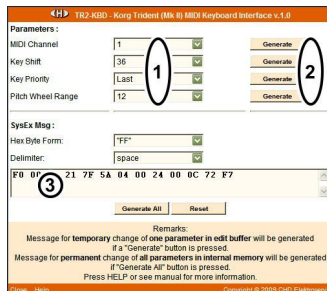 CHD TR2-KBD - Korg Trident (Mk II) MIDI Keyboard Interface v.1.0
Parameters :
MIDI Channel 1 Generate
Key Shift 36 Generate
Key Priority Last Generate
Pitch Wheel Range 12 Generate
1 2
SysEx Msg :
Hex Byte Form: "FF"
Delimiter: space
F0 00 21 7F 5A 04 00 24 00 0C 72 F7
3
Generate All Reset
Remarks:
Message for temporary change of one parameter in edit buffer will be generated
if a "Generate" button is pressed.
Message for permanent change of all parameters in internal memory will be generated
if "Generate All" button is pressed.
Press HELP or see manual for more information.
Close Help Copyright © 2009 CHD Elektroserv